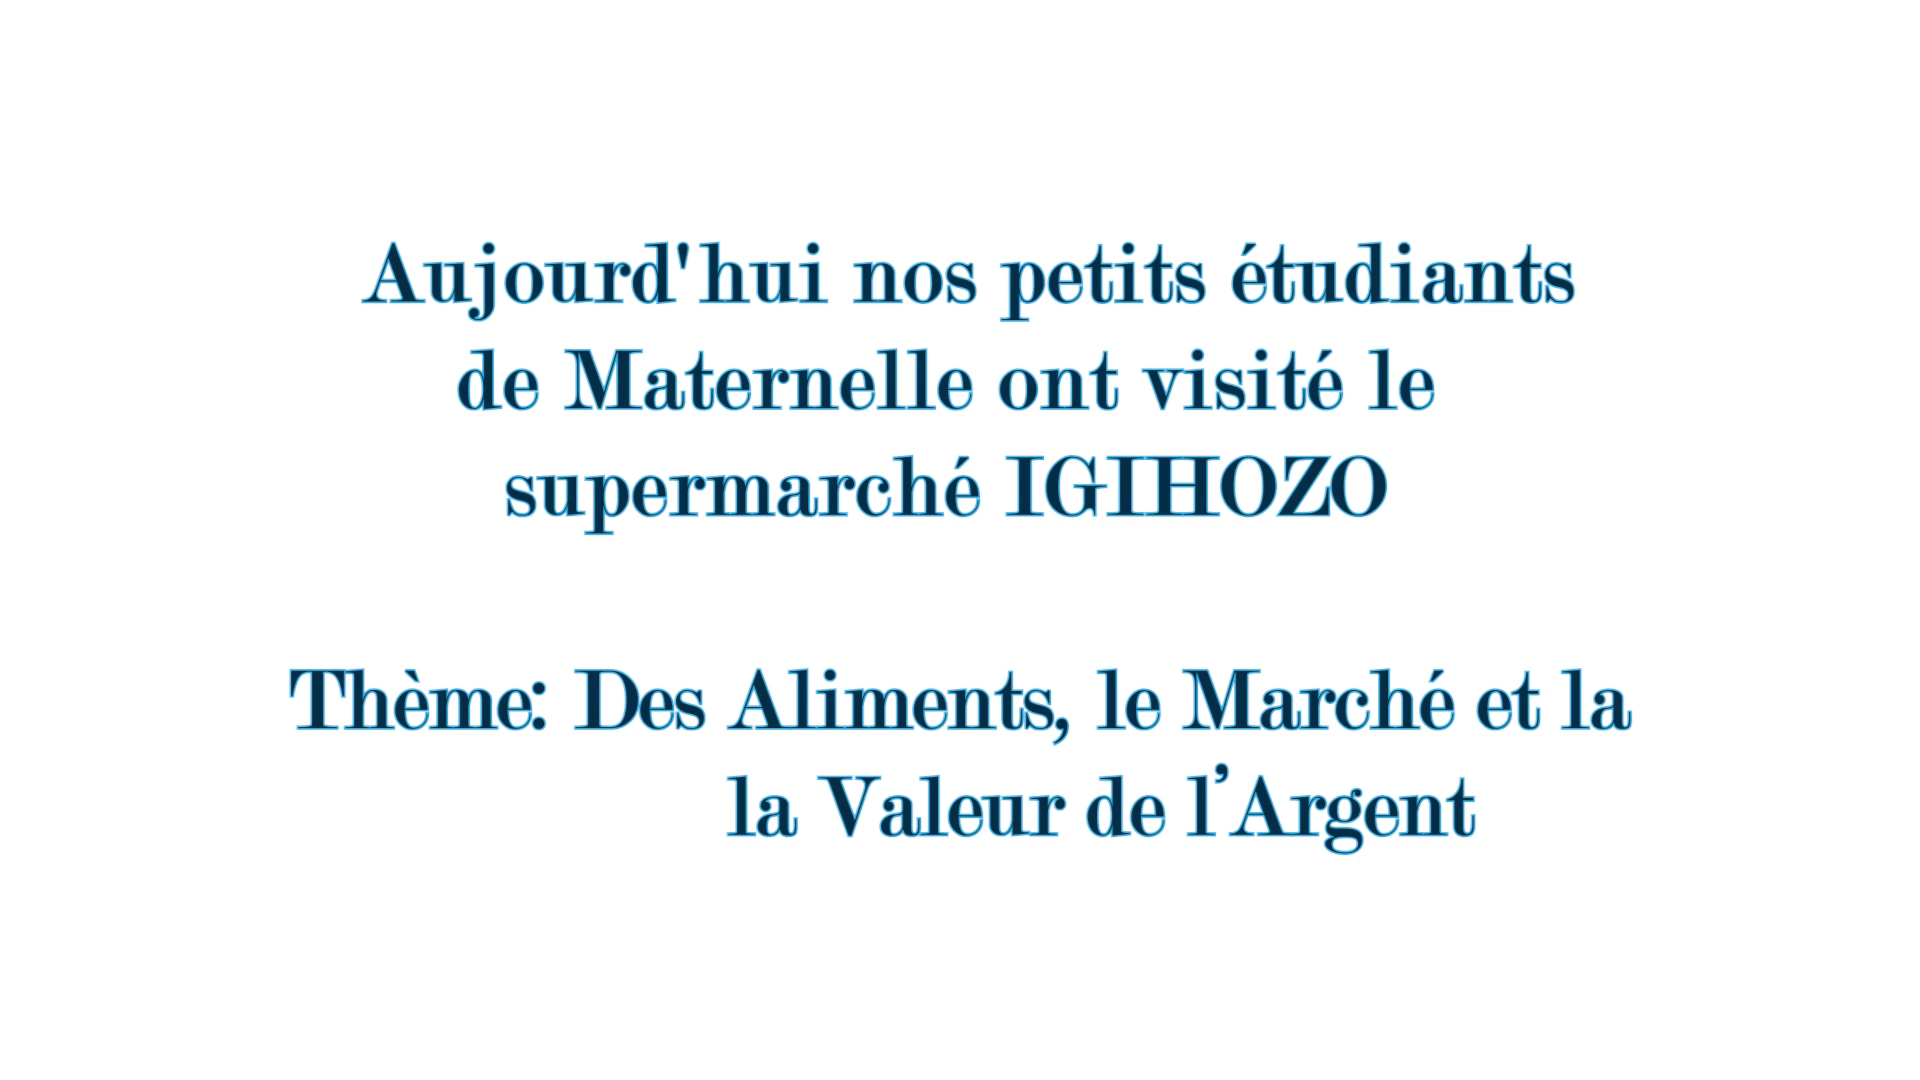 Aujourd'hui nos petits étudiants
de Maternelle ont visité le
supermarché IGIHOZO
Thème: Des Aliments, le Marché et la
la Valeur de l’Argent